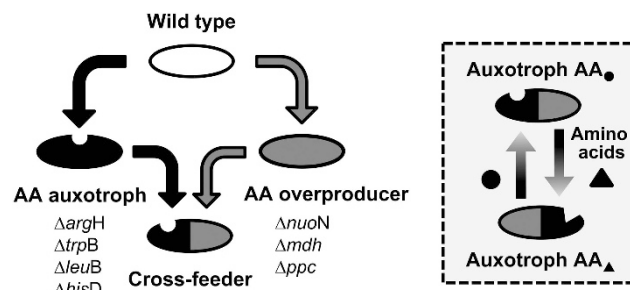 Wild type
AA auxotroph
ΔargH
ΔtrpB
ΔleuB
ΔhisD
AA overproducer
ΔnuoN
Δmdh
Δppc
Cross-feeder
Auxotroph AA●
Amino
acids
Auxotroph AA▲